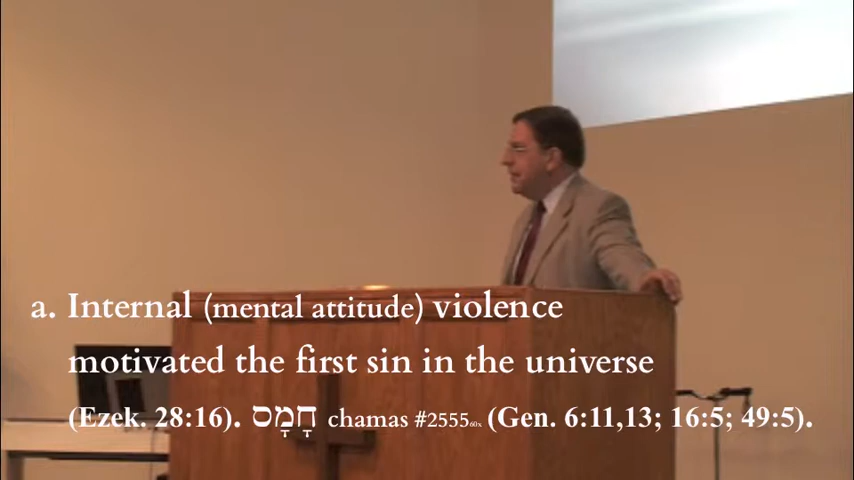 a. Internal (mental attitude) violence
motivated the first sin in the universe
(Ezek. 28:16). חָמָס chamas #2555 60x (Gen. 6:11,13; 16:5; 49:5).